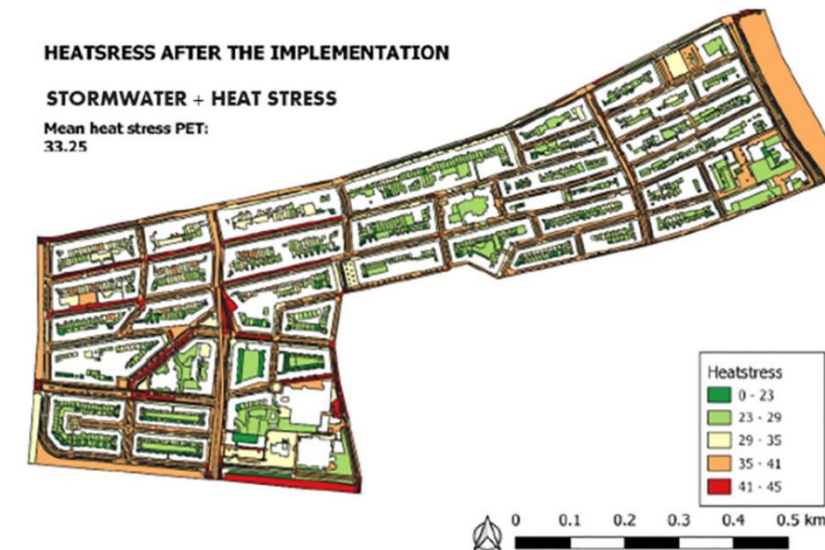 HEATSRESS AFTER THE IMPLEMENTATION
STORMWATER + HEAT STRESS
Mean heat stress PET:
33.25
Heatstress
0 - 23
23 - 29
29 - 35
35 - 41
41 - 45
0 0.1 0.2 0.3 0.4 0.5 km